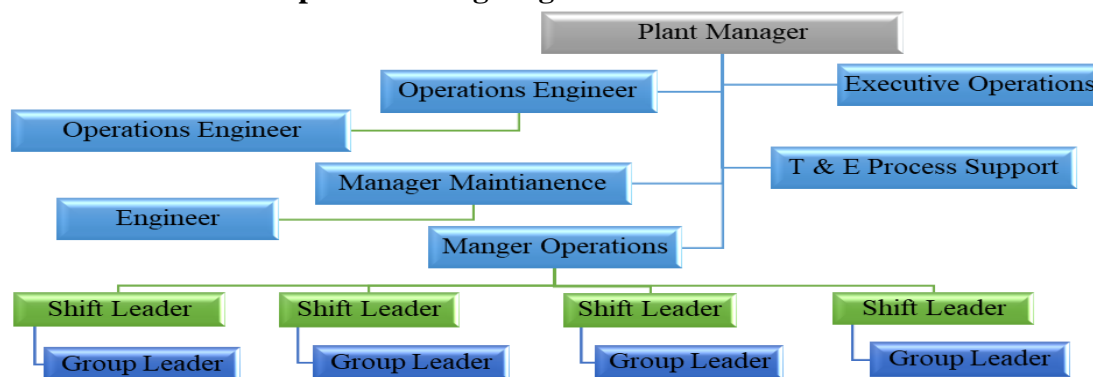 Plant Manager
Operations Engineer
Executive Operations
Operations Engineer
T & E Process Support
Manager Maintianence
Engineer
Manger Operations
Shift Leader
Shift Leader
Shift Leader
Shift Leader
Group Leader
Group Leader
Group Leader
Group Leader